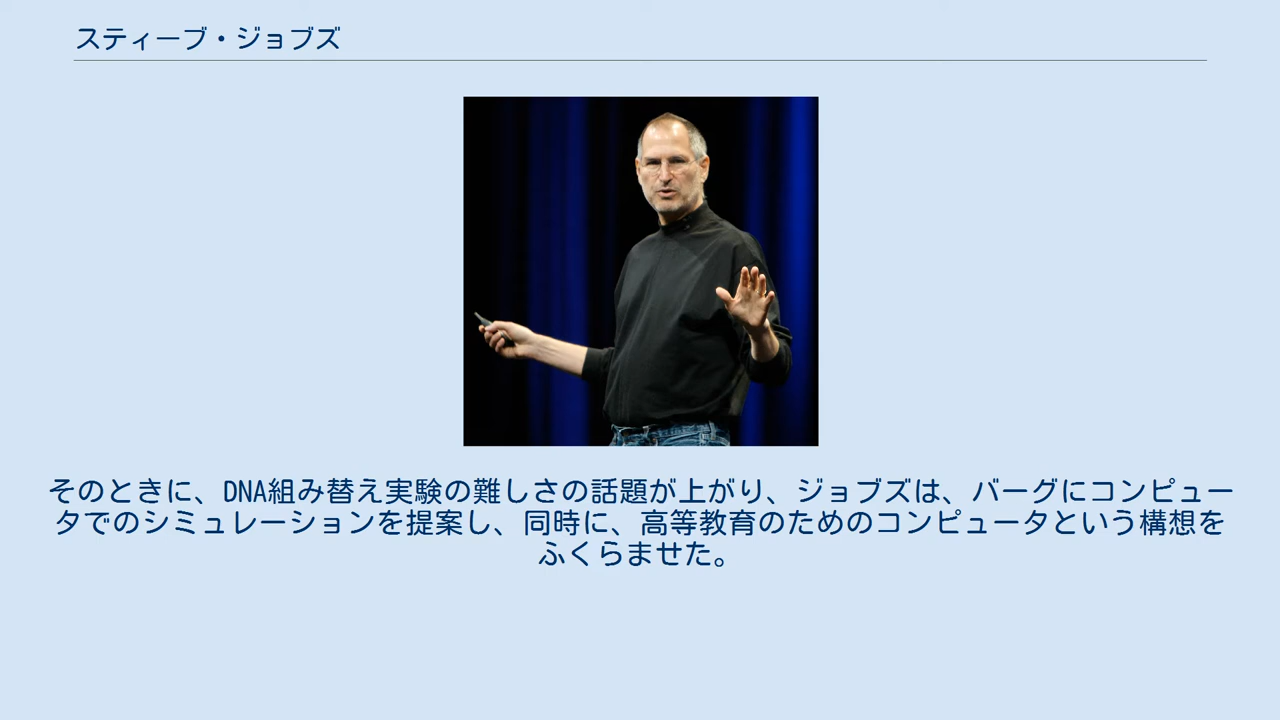 スティーブ・ジョブズ
そのときに、DNA組み替え実験の難しさの話題が上がり、ジョブズは、バーグにコンピュー
タでのシミュレーションを提案し、同時に、高等教育のためのコンピュータという構想を
ふくらませた。